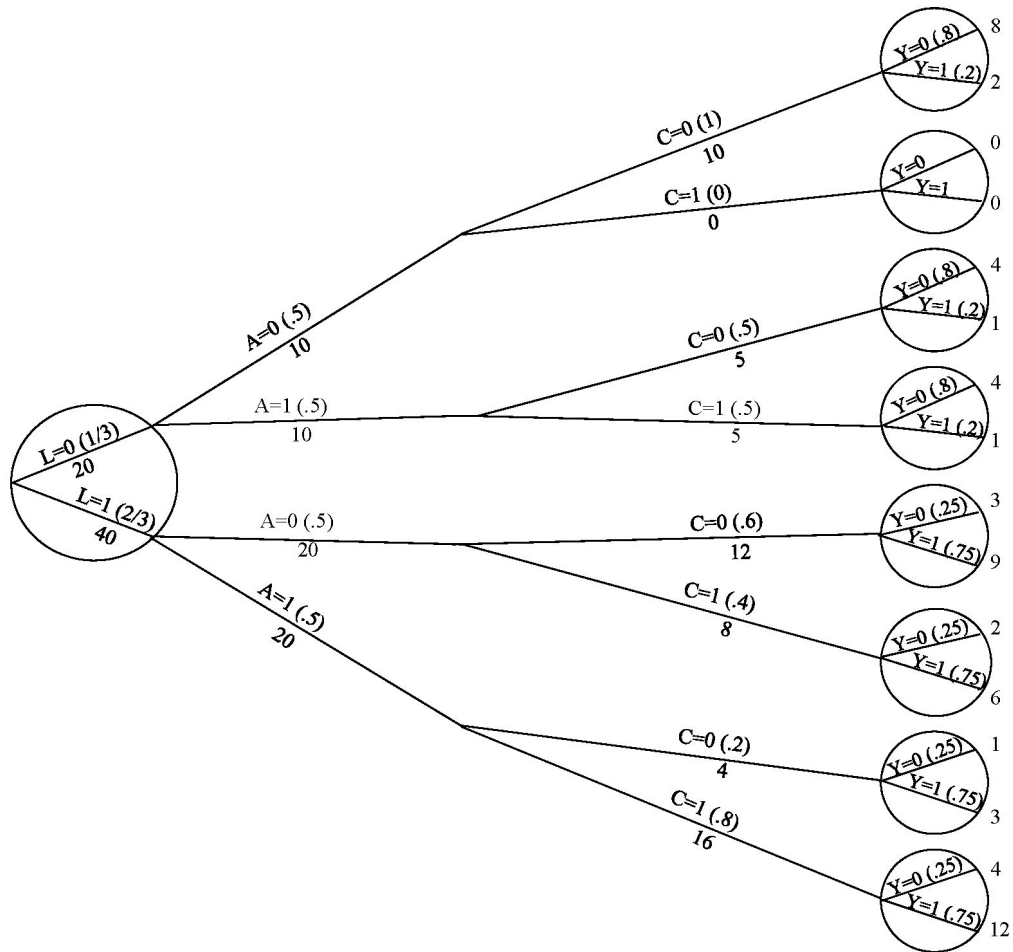 8
Y=0 (.8)
Y=1 (.2)
2
C=0 (1)
10
0
Y=0
Y=1
0
C=1 (0)
0
4
Y=0 (.8)
Y=1 (.2)
1
A=0 (.5)
10
C=0 (.5)
5
4
Y=0 (.8)
Y=1 (.2)
1
A=1 (.5)
10
C=1 (.5)
5
L=0 (1/3)
20
L=1 (2/3)
40
3
Y=0 (.25)
Y=1 (.75)
9
A=0 (.5)
20
C=0 (.6)
12
C=1 (.4)
8
2
Y=0 (.25)
Y=1 (.75)
6
A=1 (.5)
20
C=0 (.2)
4
1
Y=0 (.25)
Y=1 (.75)
3
C=1 (.8)
16
4
Y=0 (.25)
Y=1 (.75)
12